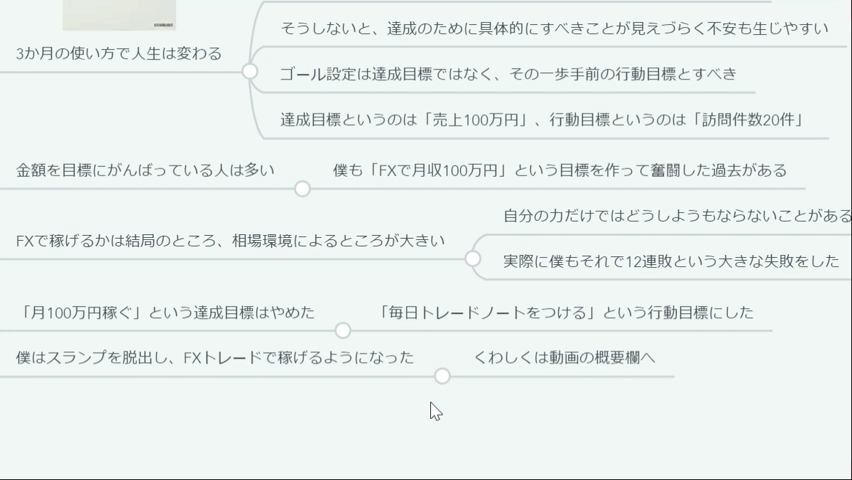 そうしないと、達成のために具体的にすべきことが見えづらく不安も生じやすい
3か月の使い方で人生は変わる
ゴール設定は達成目標ではなく、その一歩手前の行動目標とすべき
達成目標というのは「売上100万円」、行動目標というのは「訪問件数20件」
金額を目標にがんばっている人は多い
僕も「FXで月収100万円」という目標を作って奮闘した過去がある
自分の力だけではどうしようもならないことがある
FXで稼げるかは結局のところ、相場環境によるところが大きい
実際に僕もそれで12連敗という大きな失敗をした
「月100万円稼ぐ」という達成目標はやめた
「毎日トレードノートをつける」という行動目標にした
僕はスランプを脱出し、FXトレードで稼げるようになった
くわしくは動画の概要欄へ